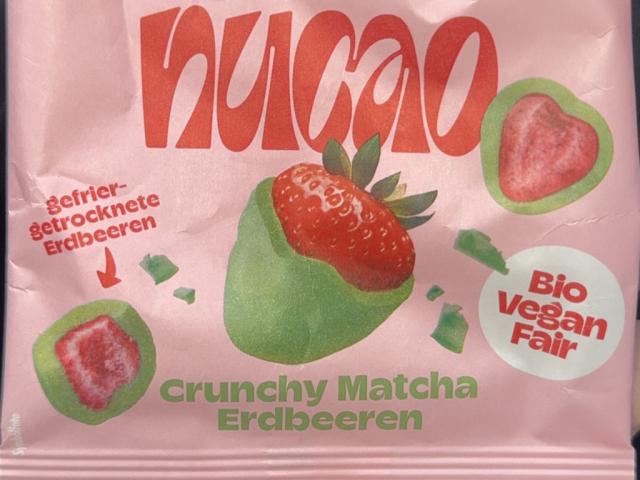 nucao
gefrier-
getrocknete
Erdbeeren
Bio
Vegan
Fair
Crunchy Matcha
Erdbeeren